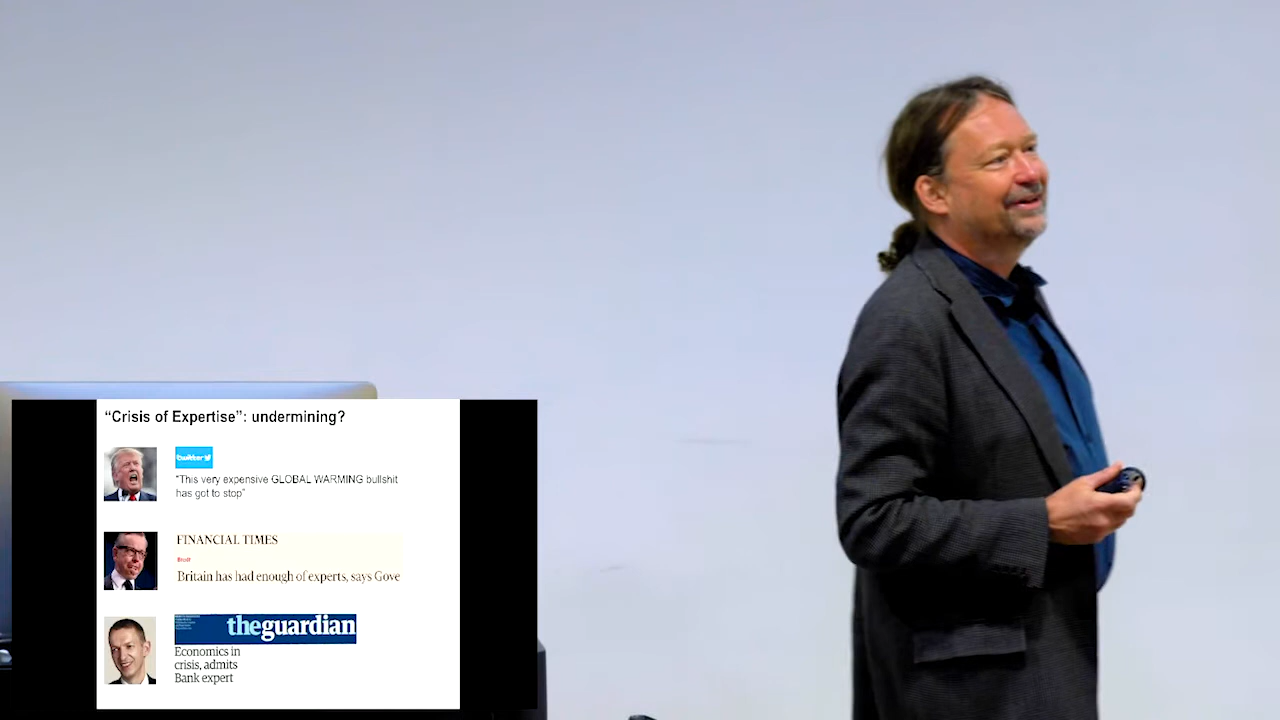 “Crisis of Expertise”: undermining?
twitter
“This very expensive GLOBAL WARMING bullshit
has got to stop”
FINANCIAL TIMES
Brexit
Britain has had enough of experts, says Gove
theguardian
Economics in
crisis, admits
Bank expert